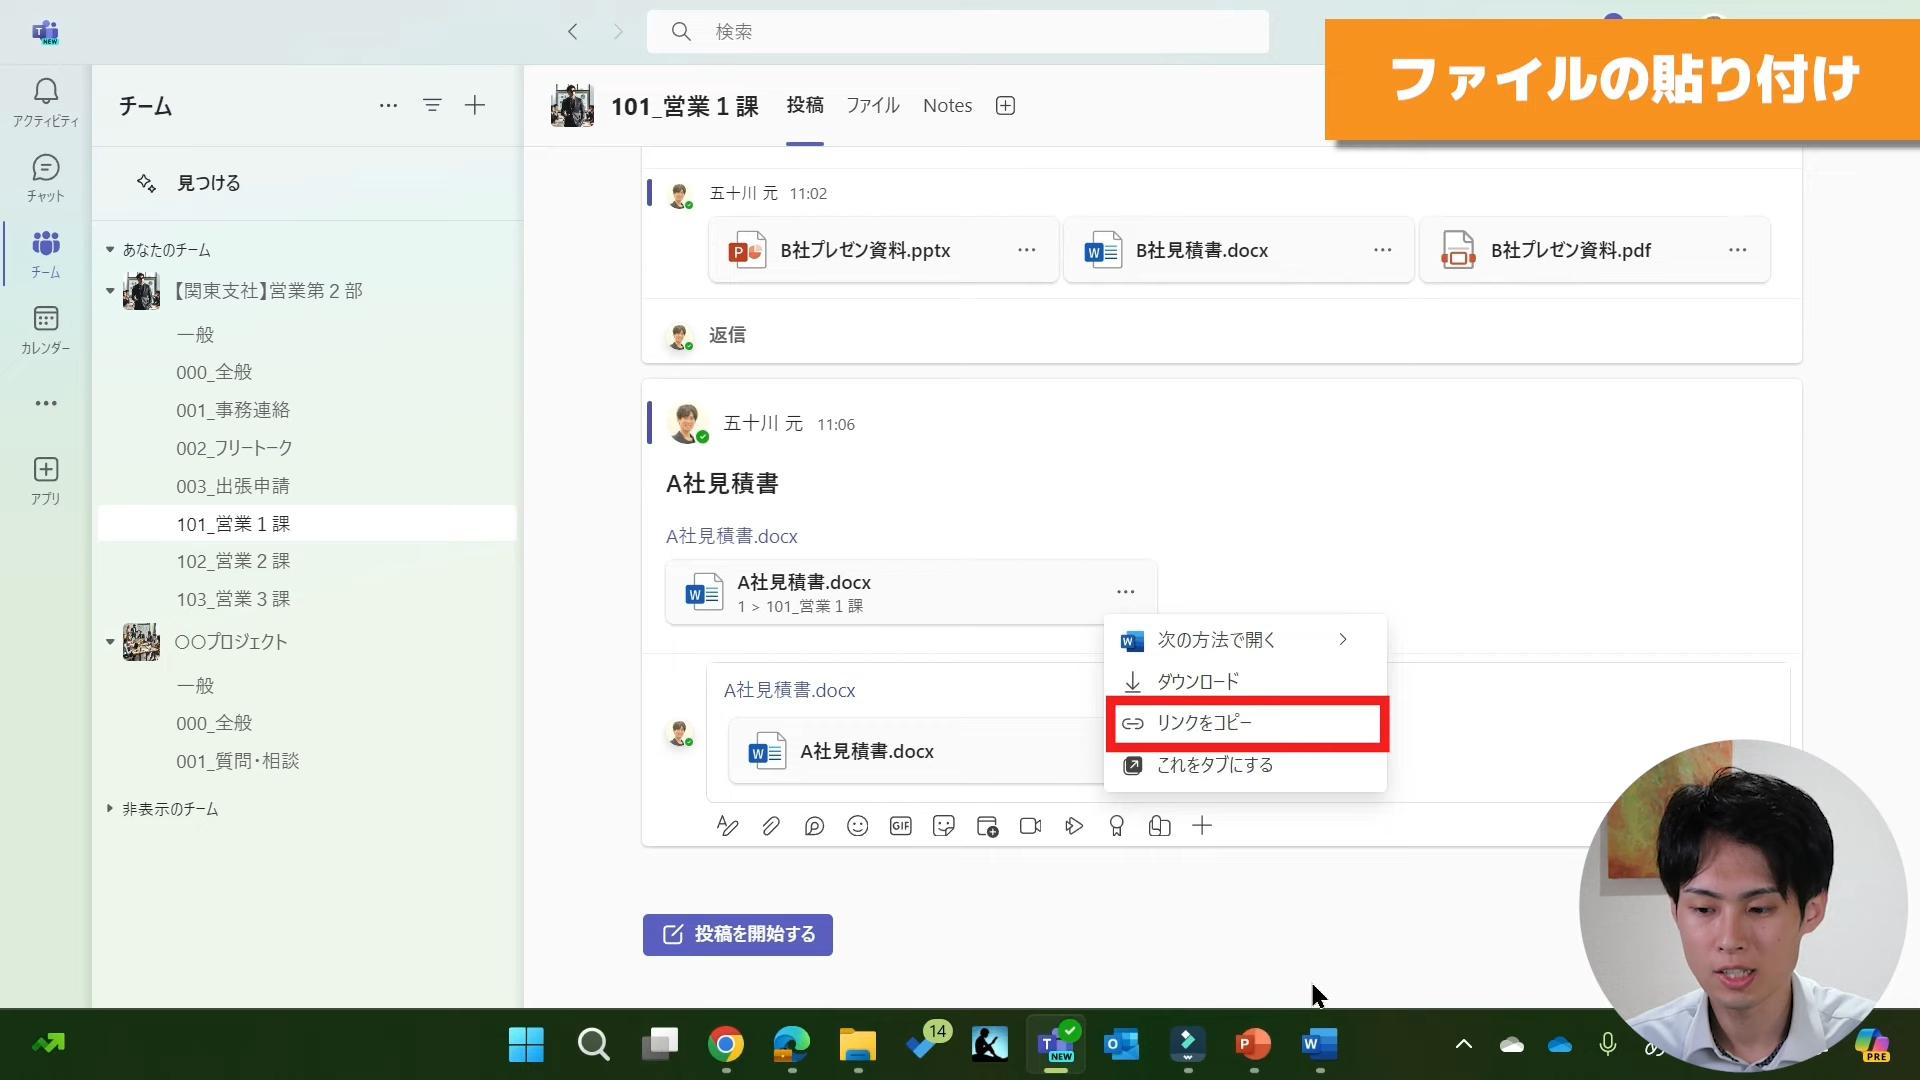 検索
ファイルの貼り付け
NEW
アクティビティ
チャット
チーム
カレンダー
アプリ
チーム
見つける
あなたのチーム
【関東支社】営業第２部
一般
000_全般
001_事務連絡
002_フリートーク
003_出張申請
101_営業１課
102_営業２課
103_営業３課
〇〇プロジェクト
一般
000_全般
001_質問・相談
非表示のチーム
101_営業１課
投稿
ファイル
Notes
五十川 元 11:02
B社プレゼン資料.pptx
B社見積書.docx
B社プレゼン資料.pdf
返信
五十川 元 11:06
A社見積書
A社見積書.docx
A社見積書.docx
1 > 101_営業１課
次の方法で開く
ダウンロード
リンクをコピー
これをタブにする
A社見積書.docx
A社見積書.docx
GIF
投稿を開始する
14
NEW
PRE